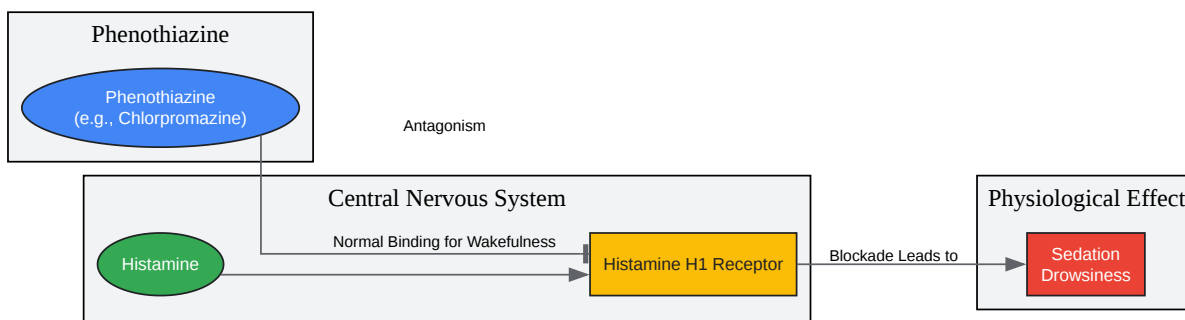 Phenothiazine
Phenothiazine
(e.g., Chlorpromazine)
Antagonism
Central Nervous System
Physiological Effect
Normal Binding for Wakefulness
Histamine
Histamine H1 Receptor
Blockade Leads to
Sedation
Drowsiness